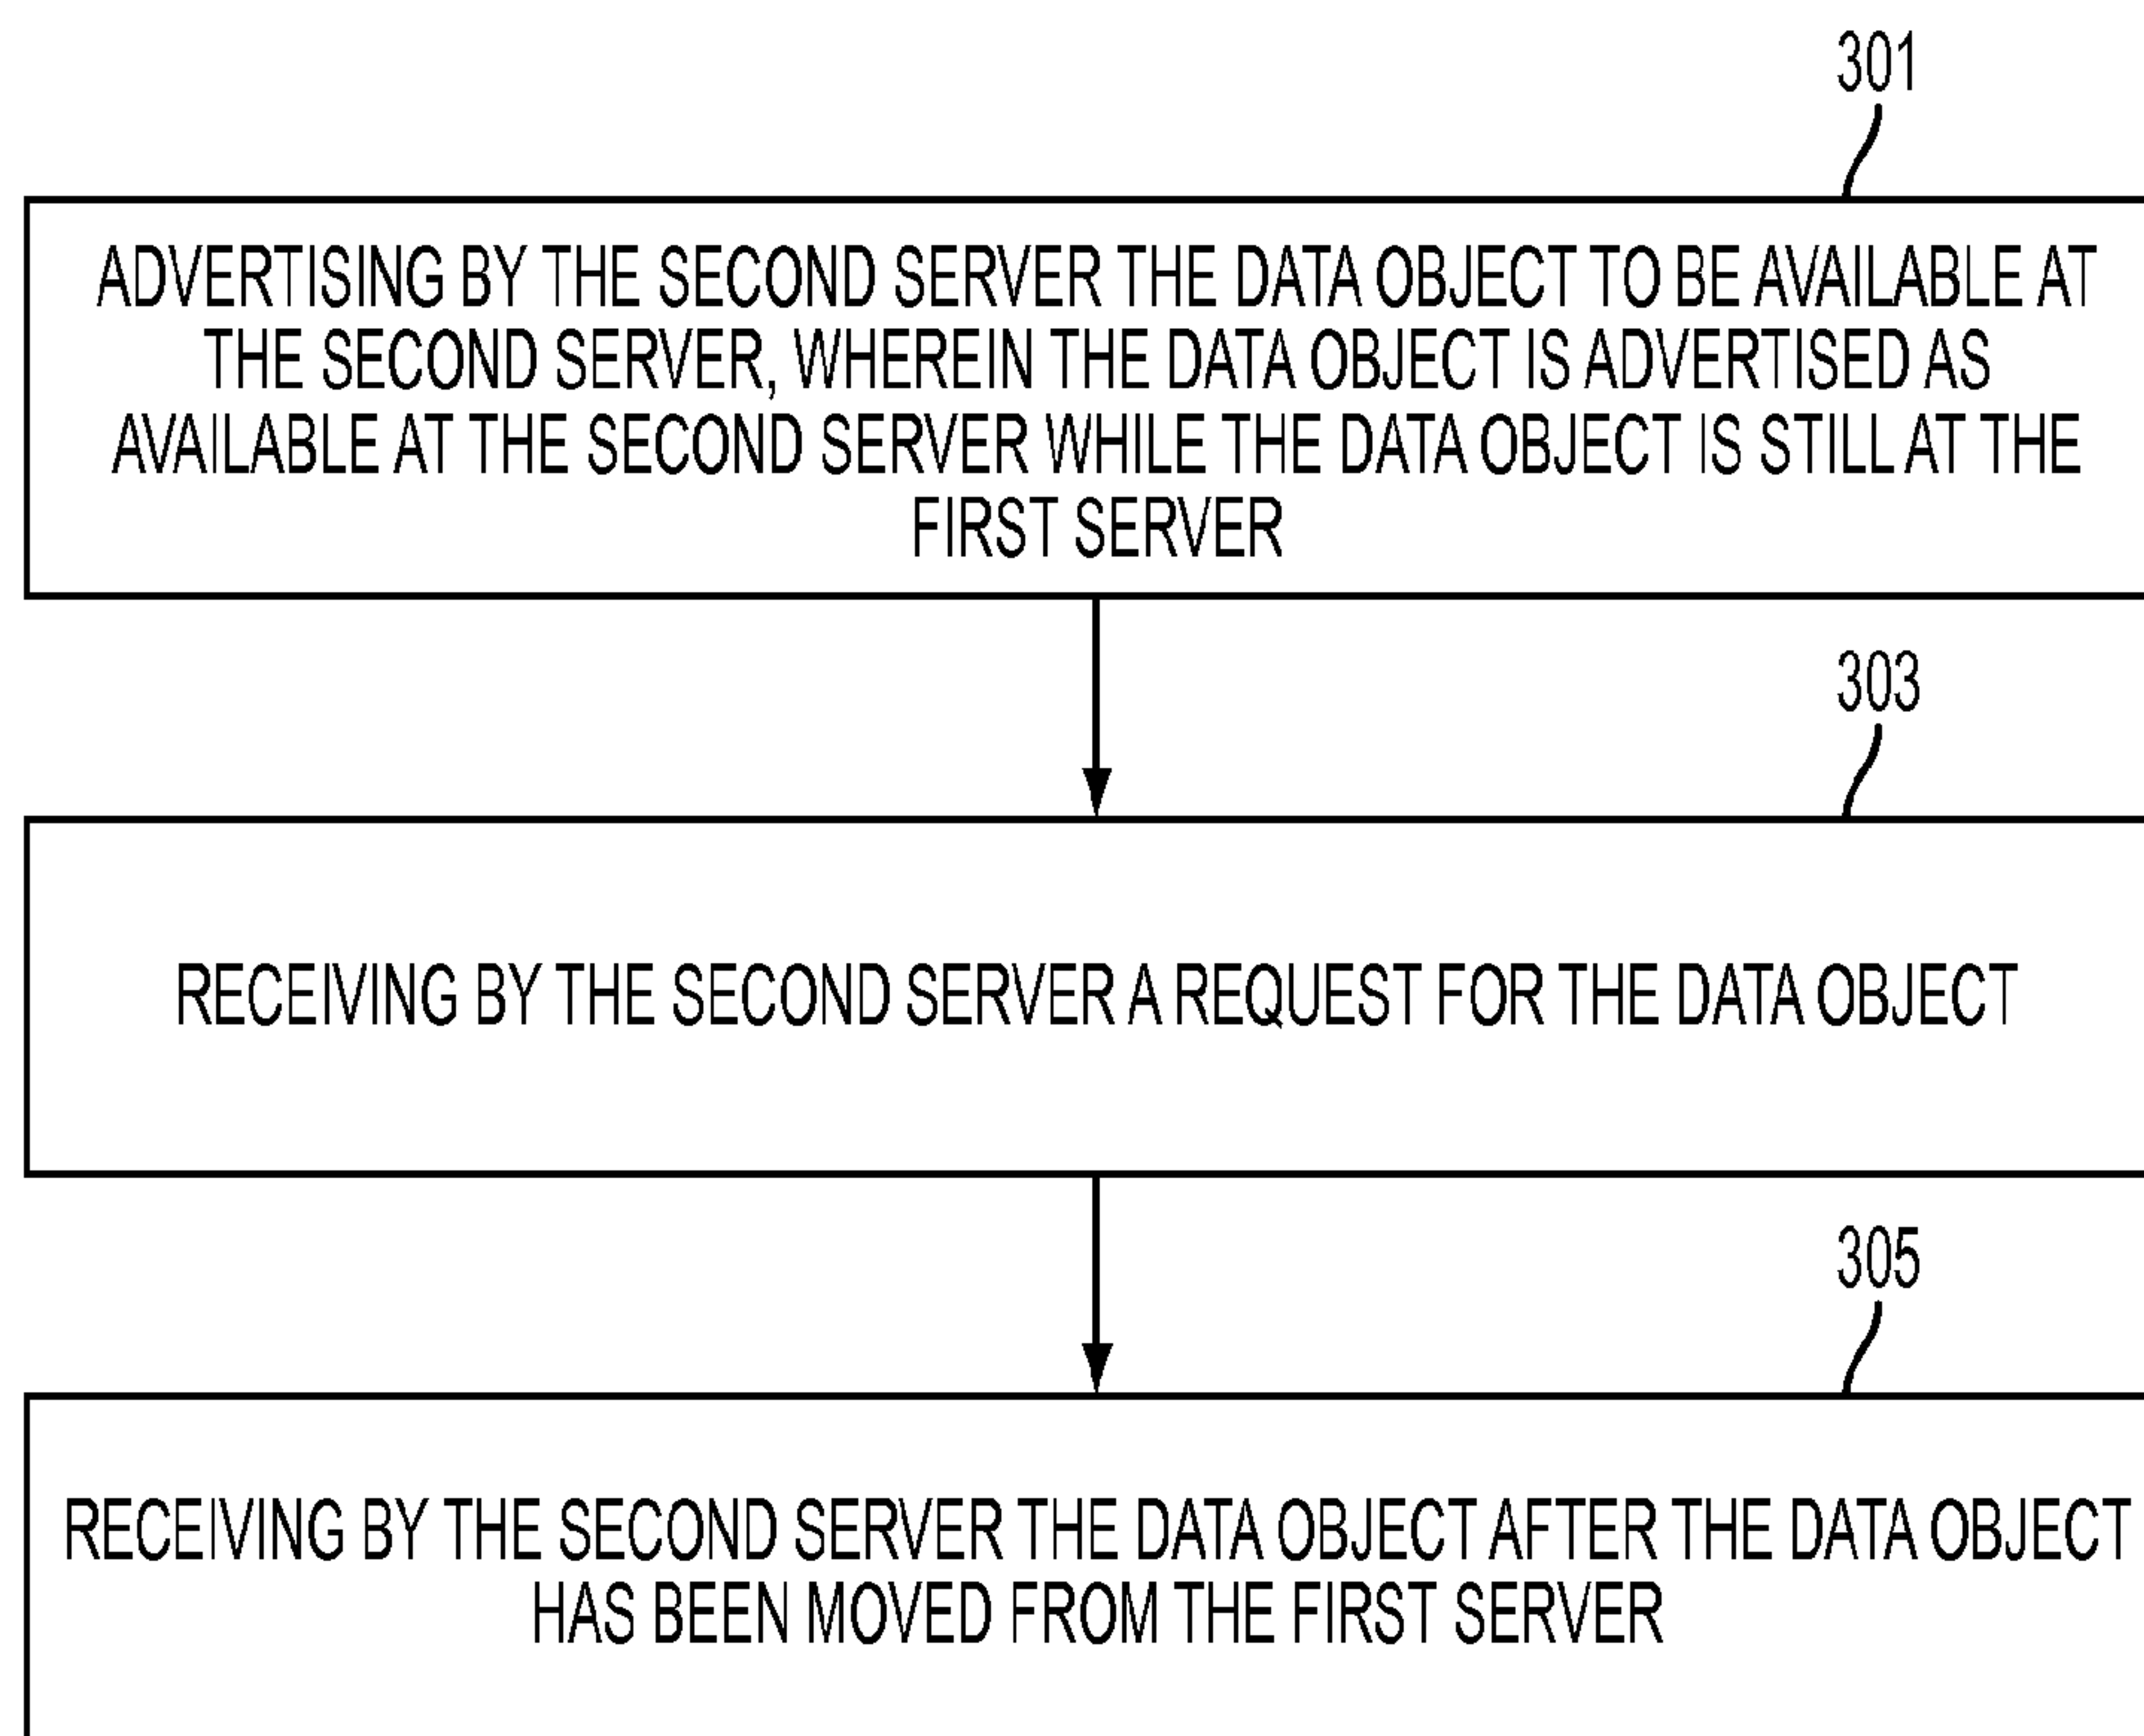 301
ADVERTISING BY THE SECOND SERVER THE DATA OBJECT TO BE AVAILABLE AT
THE SECOND SERVER, WHEREIN THE DATA OBJECT IS ADVERTISED AS
AVAILABLE AT THE SECOND SERVER WHILE THE DATA OBJECT IS STILL AT THE
FIRST SERVER
303
RECEIVING BY THE SECOND SERVER A REQUEST FOR THE DATA OBJECT
305
RECEIVING BY THE SECOND SERVER THE DATA OBJECT AFTER THE DATA OBJECT
HAS BEEN MOVED FROM THE FIRST SERVER